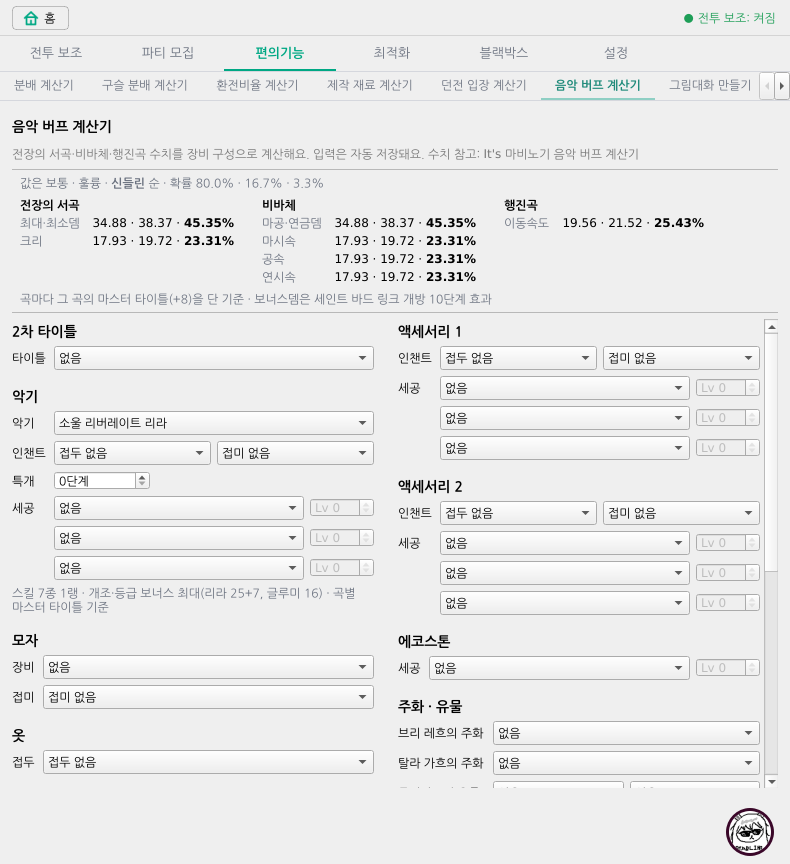 홈
전투 보조: 켜짐
전투 보조 파티 모집 편의기능 최적화 블랙박스 설정
분배 계산기 구슬 분배 계산기 환전비율 계산기 제작 재료 계산기 던전 입장 계산기 음악 버프 계산기 그림대화 만들기
음악 버프 계산기
전장의 서곡·비바체·행진곡 수치를 장비 구성으로 계산해요. 입력은 자동 저장돼요. 수치 참고: It's 마비노기 음악 버프 계산기
값은 보통 · 훌륭 · 신들린 순 · 확률 80.0% · 16.7% · 3.3%
전장의 서곡 비바체 행진곡
최대·최소뎀 34.88 · 38.37 · 45.35% 마공·연금뎀 34.88 · 38.37 · 45.35% 이동속도 19.56 · 21.52 · 25.43%
크리 17.93 · 19.72 · 23.31% 마시속 17.93 · 19.72 · 23.31%
공속 17.93 · 19.72 · 23.31%
연시속 17.93 · 19.72 · 23.31%
곡마다 그 곡의 마스터 타이틀(+8)을 단 기준 · 보너스뎀은 세인트 바드 링크 개방 10단계 효과
2차 타이틀
타이틀 없음
악기
악기 소울 리버레이트 리라
인챈트 접두 없음 접미 없음
특개 0단계
세공 없음 Lv 0
없음 Lv 0
없음 Lv 0
스킬 7종 1랭 · 개조·등급 보너스 최대(리라 25+7, 글루미 16) · 곡별
마스터 타이틀 기준
모자
장비 없음
접미 접미 없음
옷
접두 접두 없음
액세서리 1
인챈트 접두 없음 접미 없음
세공 없음 Lv 0
없음 Lv 0
없음 Lv 0
액세서리 2
인챈트 접두 없음 접미 없음
세공 없음 Lv 0
없음 Lv 0
없음 Lv 0
에코스톤
세공 없음 Lv 0
주화 · 유물
브리 레흐의 주화 없음
탈라 가흐의 주화 없음